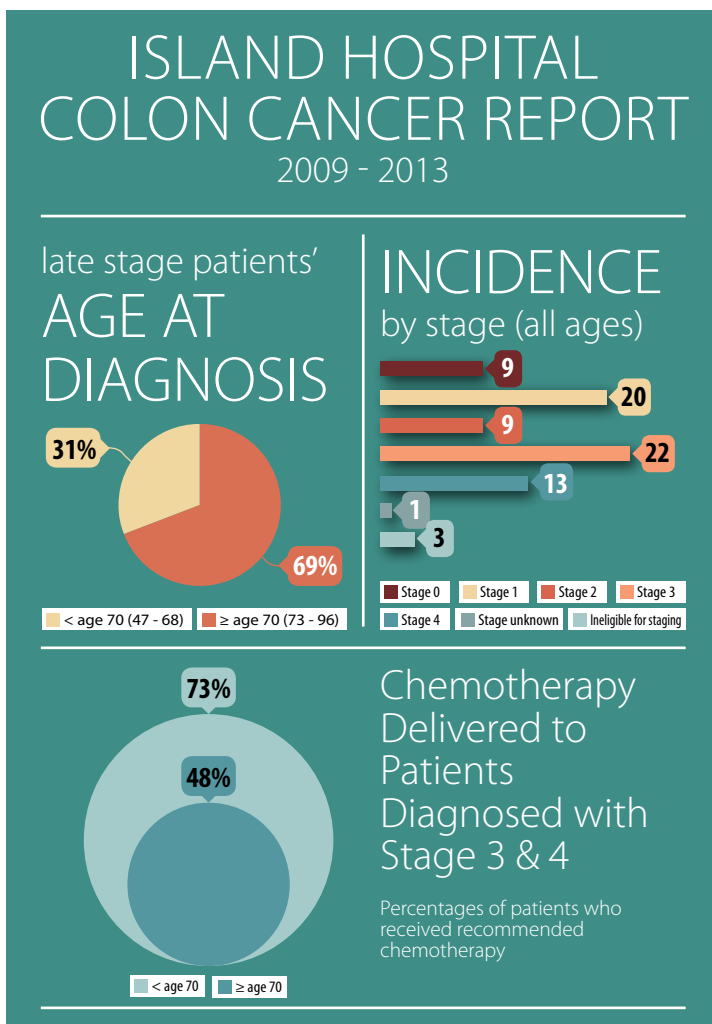 ISLAND HOSPITAL
COLON CANCER REPORT
2009 - 2013
late stage patients'
AGE AT
DIAGNOSIS
31%
69%
< age 70 (47 - 68)
≥ age 70 (73 - 96)
INCIDENCE
by stage (all ages)
9
20
9
22
13
1
3
Stage 0
Stage 1
Stage 2
Stage 3
Stage 4
Stage unknown
Ineligible for staging
73%
48%
< age 70
≥ age 70
Chemotherapy
Delivered to
Patients
Diagnosed with
Stage 3 & 4
Percentages of patients who
received recommended
chemotherapy